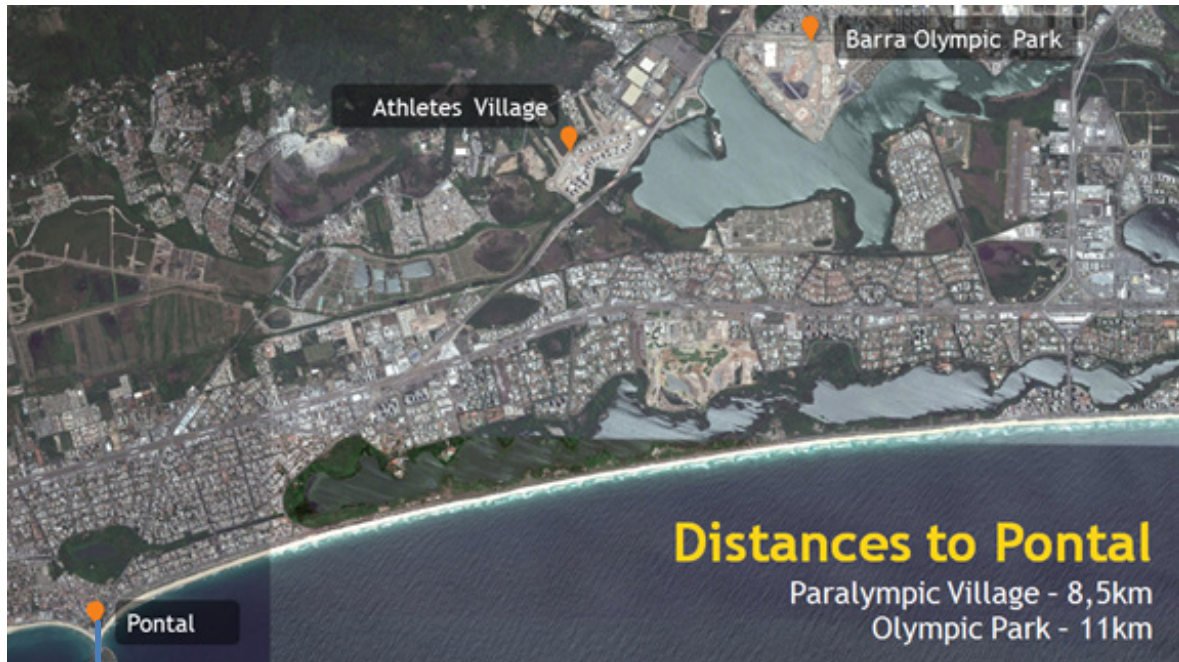 Barra Olympic Park
Athletes Village
Distances to Pontal
Paralympic Village – 8,5km
Olympic Park – 11km
Pontal